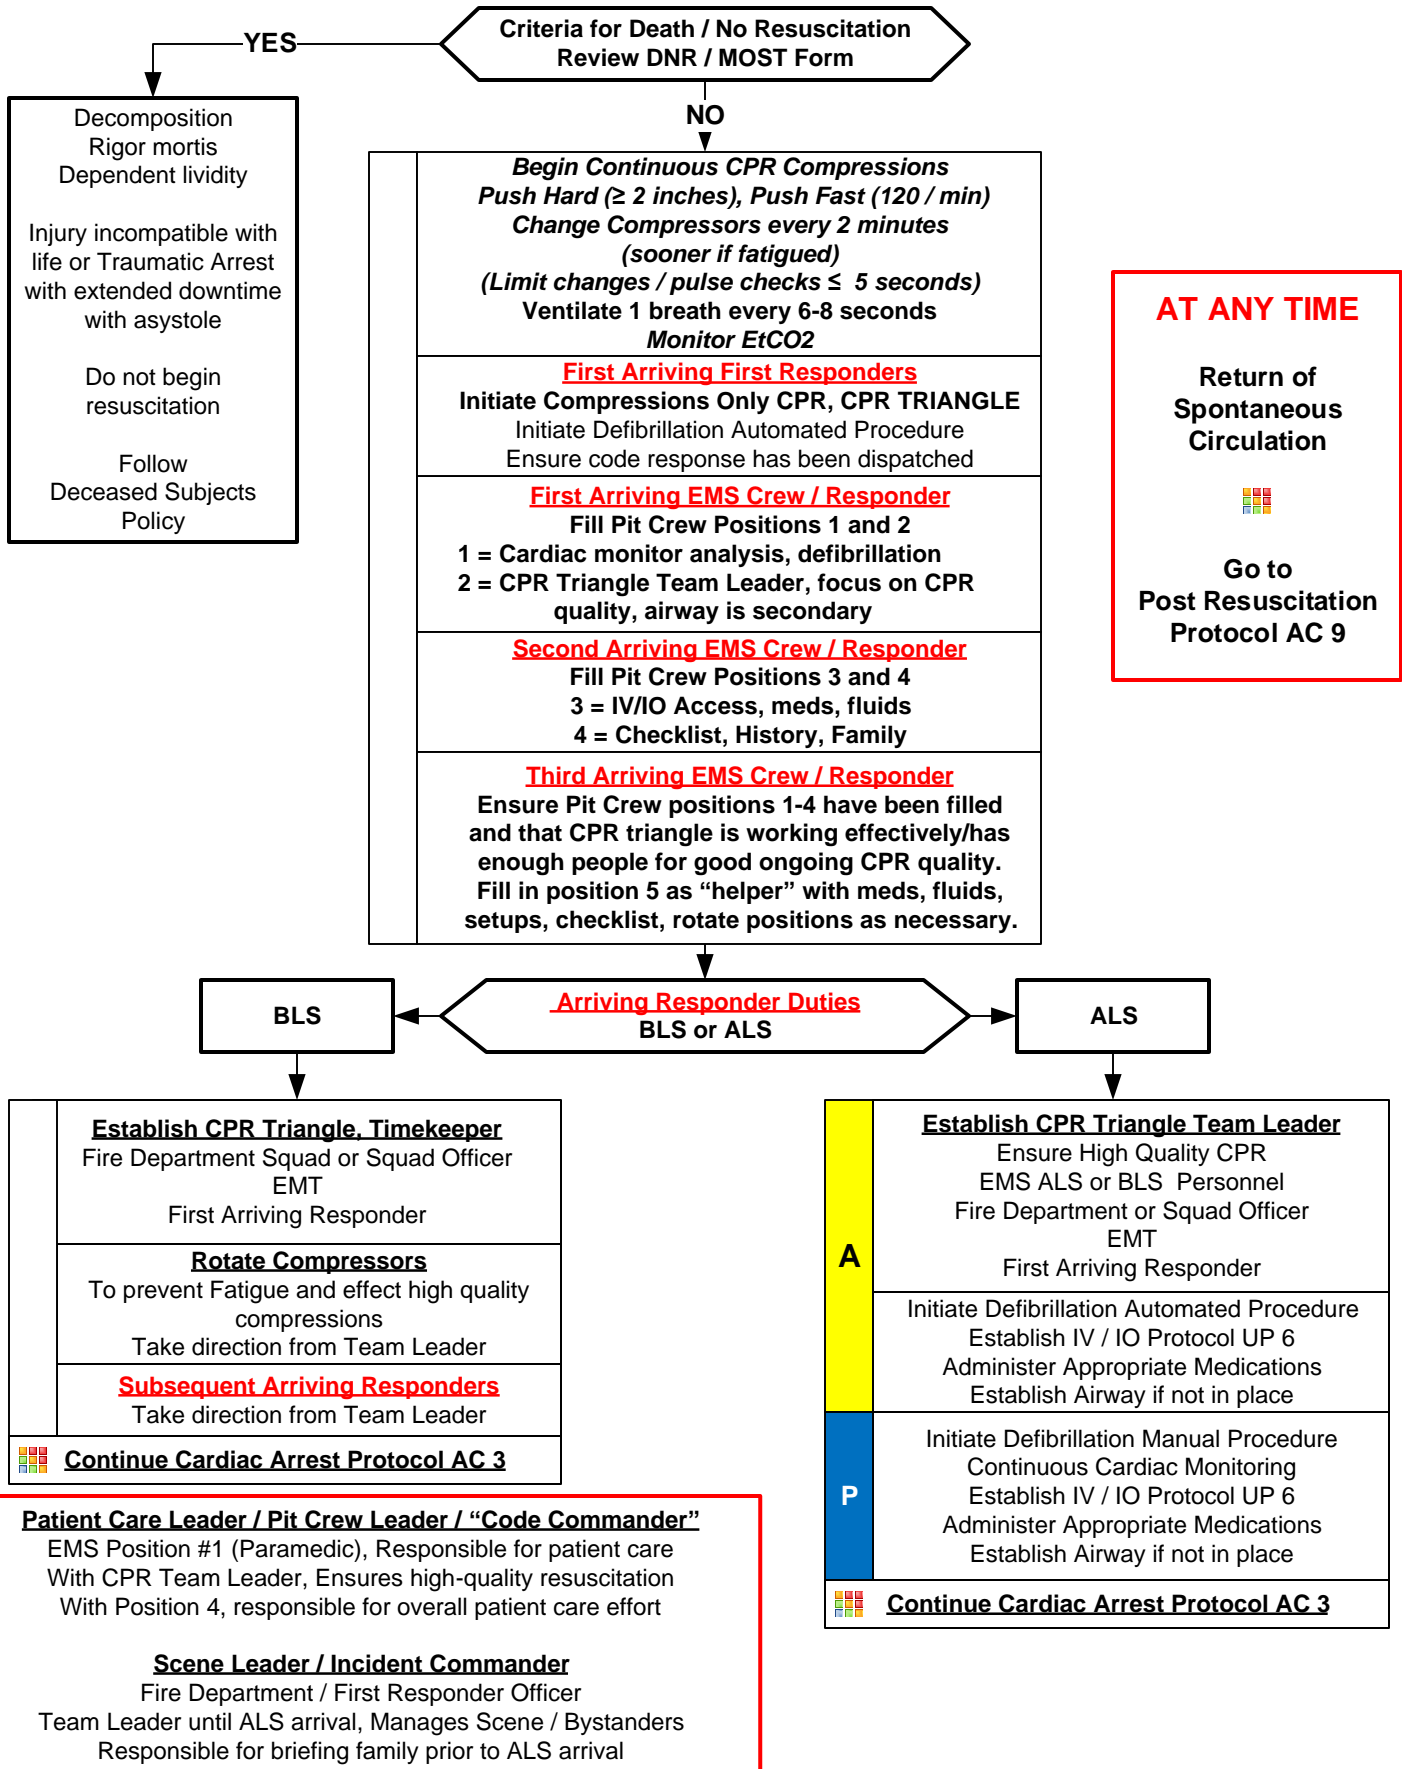 Criteria for Death / No Resuscitation
Review DNR / MOST Form
YES
NO
Decomposition
Rigor mortis
Dependent lividity
Injury incompatible with
life or Traumatic Arrest
with extended downtime
with asystole
Do not begin
resuscitation
Follow
Deceased Subjects
Policy
Begin Continuous CPR Compressions
Push Hard (≥ 2 inches), Push Fast (120 / min)
Change Compressors every 2 minutes
(sooner if fatigued)
(Limit changes / pulse checks ≤ 5 seconds)
Ventilate 1 breath every 6-8 seconds
Monitor EtCO2
First Arriving First Responders
Initiate Compressions Only CPR, CPR TRIANGLE
Initiate Defibrillation Automated Procedure
Ensure code response has been dispatched
First Arriving EMS Crew / Responder
Fill Pit Crew Positions 1 and 2
1 = Cardiac monitor analysis, defibrillation
2 = CPR Triangle Team Leader, focus on CPR
quality, airway is secondary
Second Arriving EMS Crew / Responder
Fill Pit Crew Positions 3 and 4
3 = IV/IO Access, meds, fluids
4 = Checklist, History, Family
Third Arriving EMS Crew / Responder
Ensure Pit Crew positions 1-4 have been filled
and that CPR triangle is working effectively/has
enough people for good ongoing CPR quality.
Fill in position 5 as “helper” with meds, fluids,
setups, checklist, rotate positions as necessary.
AT ANY TIME
Return of
Spontaneous
Circulation
Go to
Post Resuscitation
Protocol AC 9
BLS
Arriving Responder Duties
BLS or ALS
ALS
Establish CPR Triangle, Timekeeper
Fire Department Squad or Squad Officer
EMT
First Arriving Responder
Rotate Compressors
To prevent Fatigue and effect high quality
compressions
Take direction from Team Leader
Subsequent Arriving Responders
Take direction from Team Leader
Continue Cardiac Arrest Protocol AC 3
A
Establish CPR Triangle Team Leader
Ensure High Quality CPR
EMS ALS or BLS Personnel
Fire Department or Squad Officer
EMT
First Arriving Responder
Initiate Defibrillation Automated Procedure
Establish IV / IO Protocol UP 6
Administer Appropriate Medications
Establish Airway if not in place
P
Initiate Defibrillation Manual Procedure
Continuous Cardiac Monitoring
Establish IV / IO Protocol UP 6
Administer Appropriate Medications
Establish Airway if not in place
Continue Cardiac Arrest Protocol AC 3
Patient Care Leader / Pit Crew Leader / “Code Commander”
EMS Position #1 (Paramedic), Responsible for patient care
With CPR Team Leader, Ensures high-quality resuscitation
With Position 4, responsible for overall patient care effort
Scene Leader / Incident Commander
Fire Department / First Responder Officer
Team Leader until ALS arrival, Manages Scene / Bystanders
Responsible for briefing family prior to ALS arrival